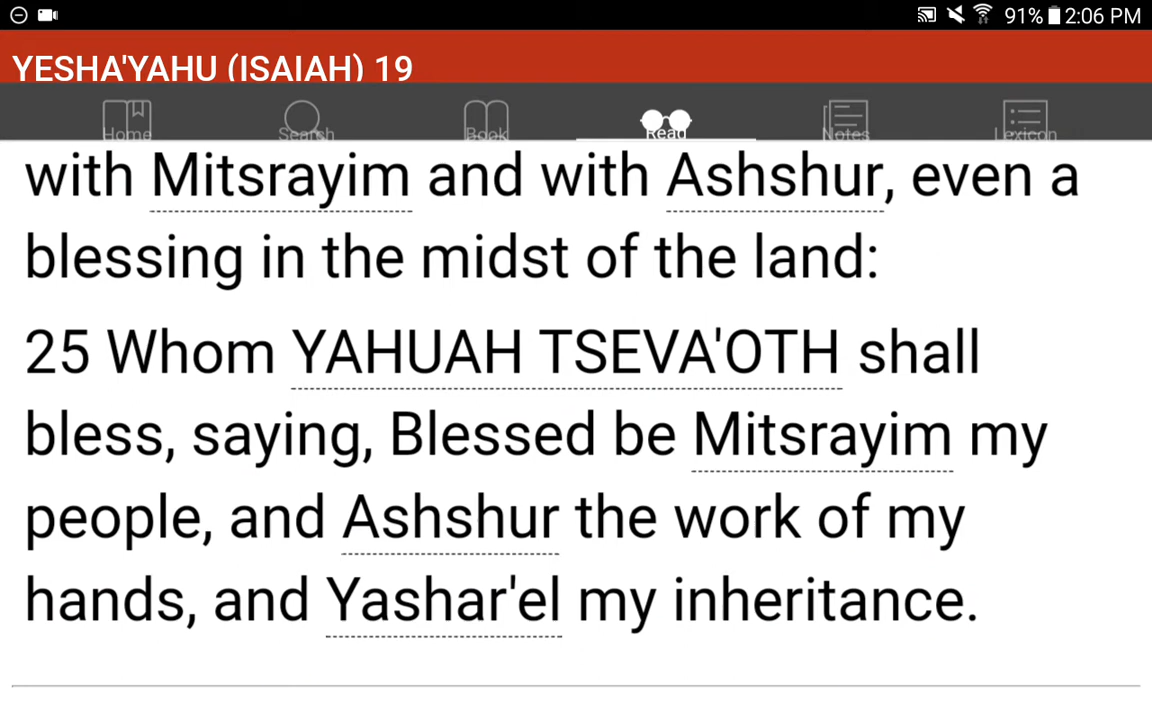 91% 2:06 PM
YESHA'YAHU (ISAIAH) 19
Home Search Book Read Notes Lexicon
with Mitsrayim and with Ashshur, even a
blessing in the midst of the land:
25 Whom YAHUAH TSEVA'OTH shall
bless, saying, Blessed be Mitsrayim my
people, and Ashshur the work of my
hands, and Yashar'el my inheritance.